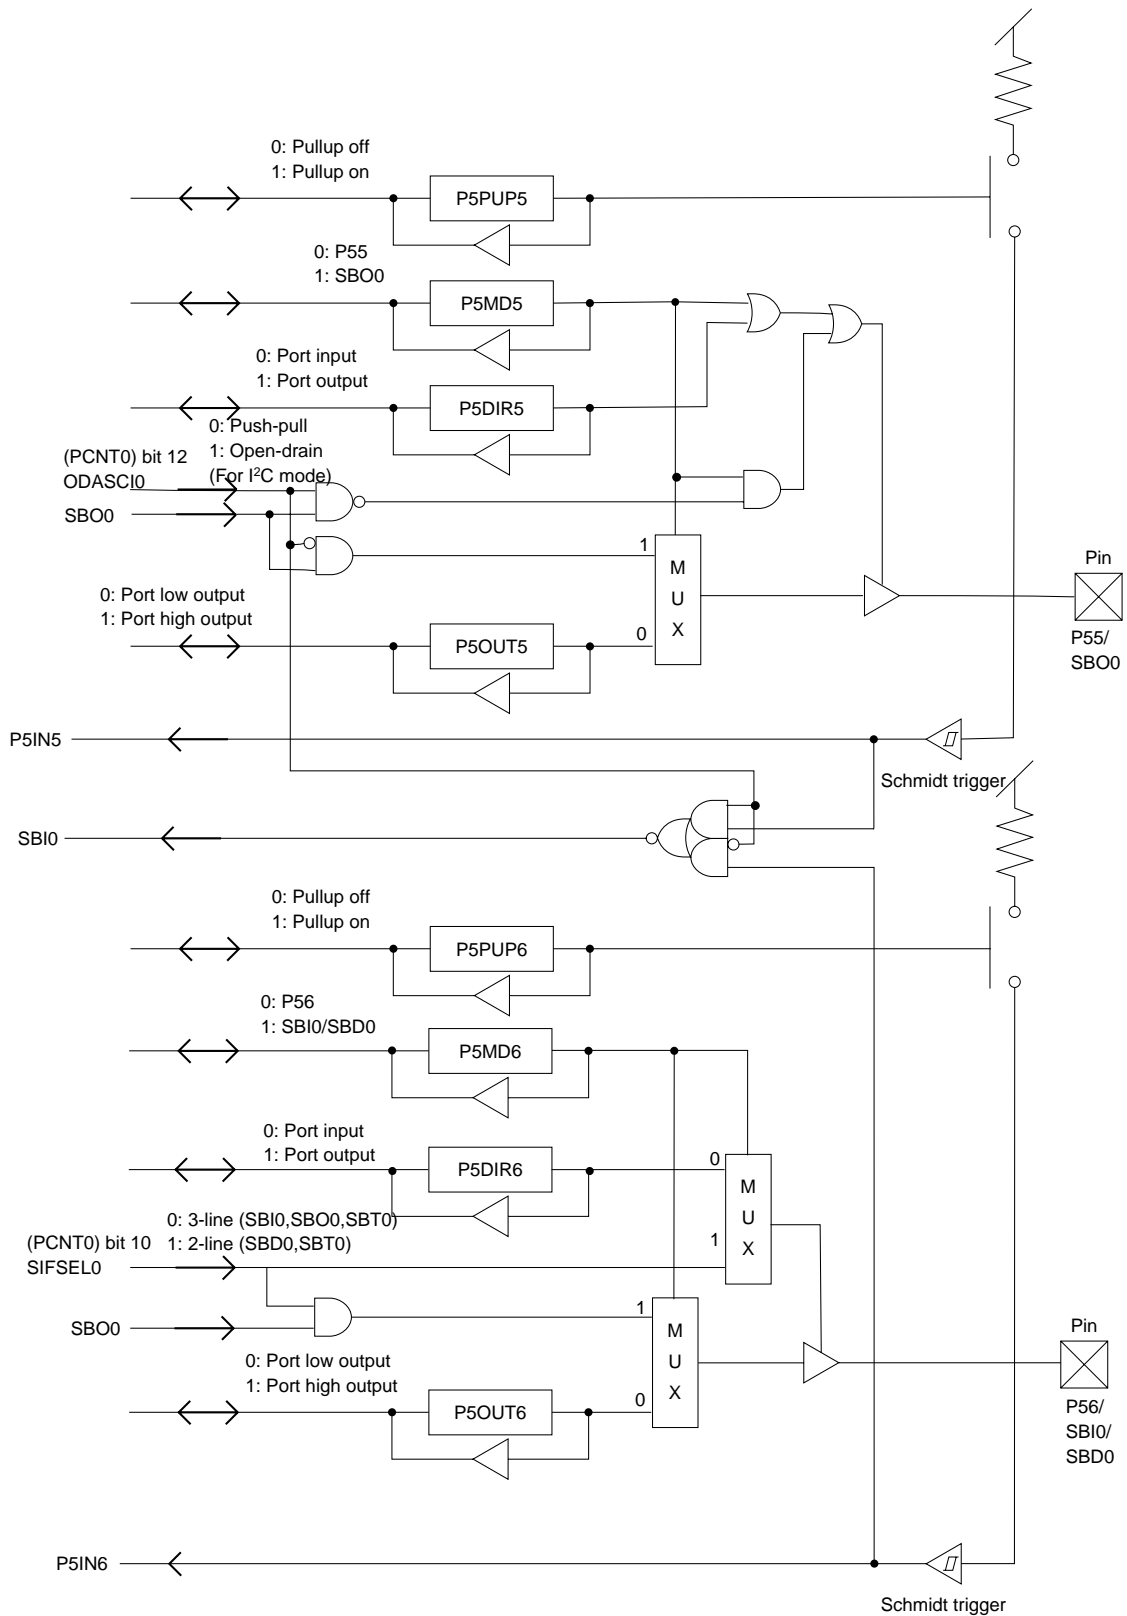 0: Pullup off
1: Pullup on
P5PUP5
0: P55
1: SBO0
P5MD5
0: Port input
1: Port output
P5DIR5
0: Push-pull
1: Open-drain
(For I²C mode)
(PCNT0) bit 12
ODASCI0
SBO0
1
M
U
X
0
Pin
P55/
SBO0
0: Port low output
1: Port high output
P5OUT5
P5IN5
Schmidt trigger
SBI0
0: Pullup off
1: Pullup on
P5PUP6
0: P56
1: SBI0/SBD0
P5MD6
0: Port input
1: Port output
P5DIR6
0
M
U
X
1
0: 3-line (SBI0,SBO0,SBT0)
1: 2-line (SBD0,SBT0)
(PCNT0) bit 10
SIFSEL0
SBO0
1
M
U
X
0
Pin
P56/
SBI0/
SBD0
0: Port low output
1: Port high output
P5OUT6
P5IN6
Schmidt trigger